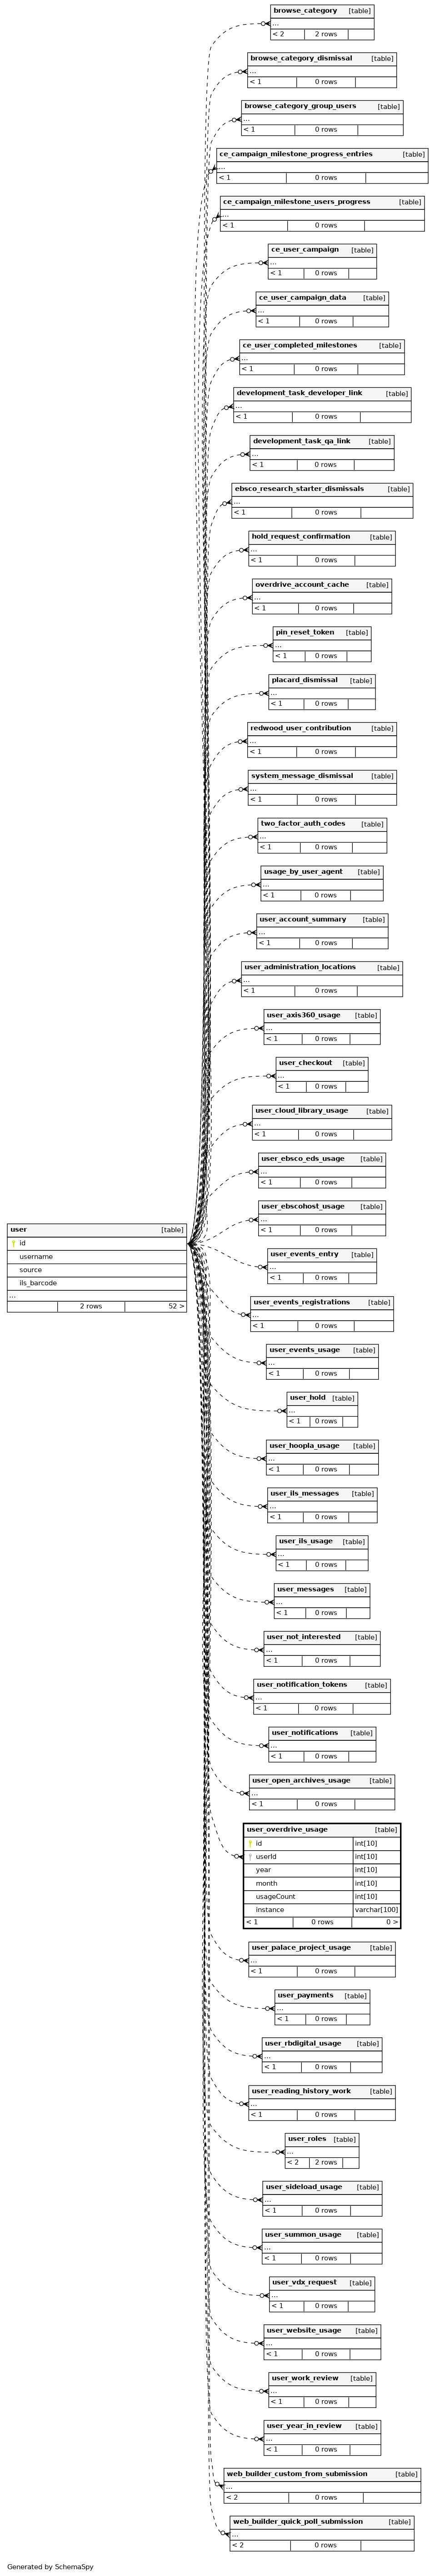 browse_category [table]
...
< 2 2 rows
browse_category_dismissal [table]
...
< 1 0 rows
browse_category_group_users [table]
...
< 1 0 rows
ce_campaign_milestone_progress_entries [table]
...
< 1 0 rows
ce_campaign_milestone_users_progress [table]
...
< 1 0 rows
ce_user_campaign [table]
...
< 1 0 rows
ce_user_campaign_data [table]
...
< 1 0 rows
ce_user_completed_milestones [table]
...
< 1 0 rows
development_task_developer_link [table]
...
< 1 0 rows
development_task_qa_link [table]
...
< 1 0 rows
ebsco_research_starter_dismissals [table]
...
< 1 0 rows
hold_request_confirmation [table]
...
< 1 0 rows
overdrive_account_cache [table]
...
< 1 0 rows
pin_reset_token [table]
...
< 1 0 rows
placard_dismissal [table]
...
< 1 0 rows
redwood_user_contribution [table]
...
< 1 0 rows
system_message_dismissal [table]
...
< 1 0 rows
two_factor_auth_codes [table]
...
< 1 0 rows
usage_by_user_agent [table]
...
< 1 0 rows
user_account_summary [table]
...
< 1 0 rows
user_administration_locations [table]
...
< 1 0 rows
user_axis360_usage [table]
...
< 1 0 rows
user_checkout [table]
...
< 1 0 rows
user_cloud_library_usage [table]
...
< 1 0 rows
user_ebsco_eds_usage [table]
...
< 1 0 rows
user_ebscohost_usage [table]
...
< 1 0 rows
user [table]
id
username
source
ils_barcode
...
2 rows 52 >
user_events_entry [table]
...
< 1 0 rows
user_events_registrations [table]
...
< 1 0 rows
user_events_usage [table]
...
< 1 0 rows
user_hold [table]
...
< 1 0 rows
user_hoopla_usage [table]
...
< 1 0 rows
user_ils_messages [table]
...
< 1 0 rows
user_ils_usage [table]
...
< 1 0 rows
user_messages [table]
...
< 1 0 rows
user_not_interested [table]
...
< 1 0 rows
user_notification_tokens [table]
...
< 1 0 rows
user_notifications [table]
...
< 1 0 rows
user_open_archives_usage [table]
...
< 1 0 rows
user_overdrive_usage [table]
id int[10]
userId int[10]
year int[10]
month int[10]
usageCount int[10]
instance varchar[100]
< 1 0 rows 0 >
user_palace_project_usage [table]
...
< 1 0 rows
user_payments [table]
...
< 1 0 rows
user_rbdigital_usage [table]
...
< 1 0 rows
user_reading_history_work [table]
...
< 1 0 rows
user_roles [table]
...
< 2 2 rows
user_sideload_usage [table]
...
< 1 0 rows
user_summon_usage [table]
...
< 1 0 rows
user_vdx_request [table]
...
< 1 0 rows
user_website_usage [table]
...
< 1 0 rows
user_work_review [table]
...
< 1 0 rows
user_year_in_review [table]
...
< 1 0 rows
web_builder_custom_from_submission [table]
...
< 2 0 rows
web_builder_quick_poll_submission [table]
...
< 2 0 rows
Generated by SchemaSpy